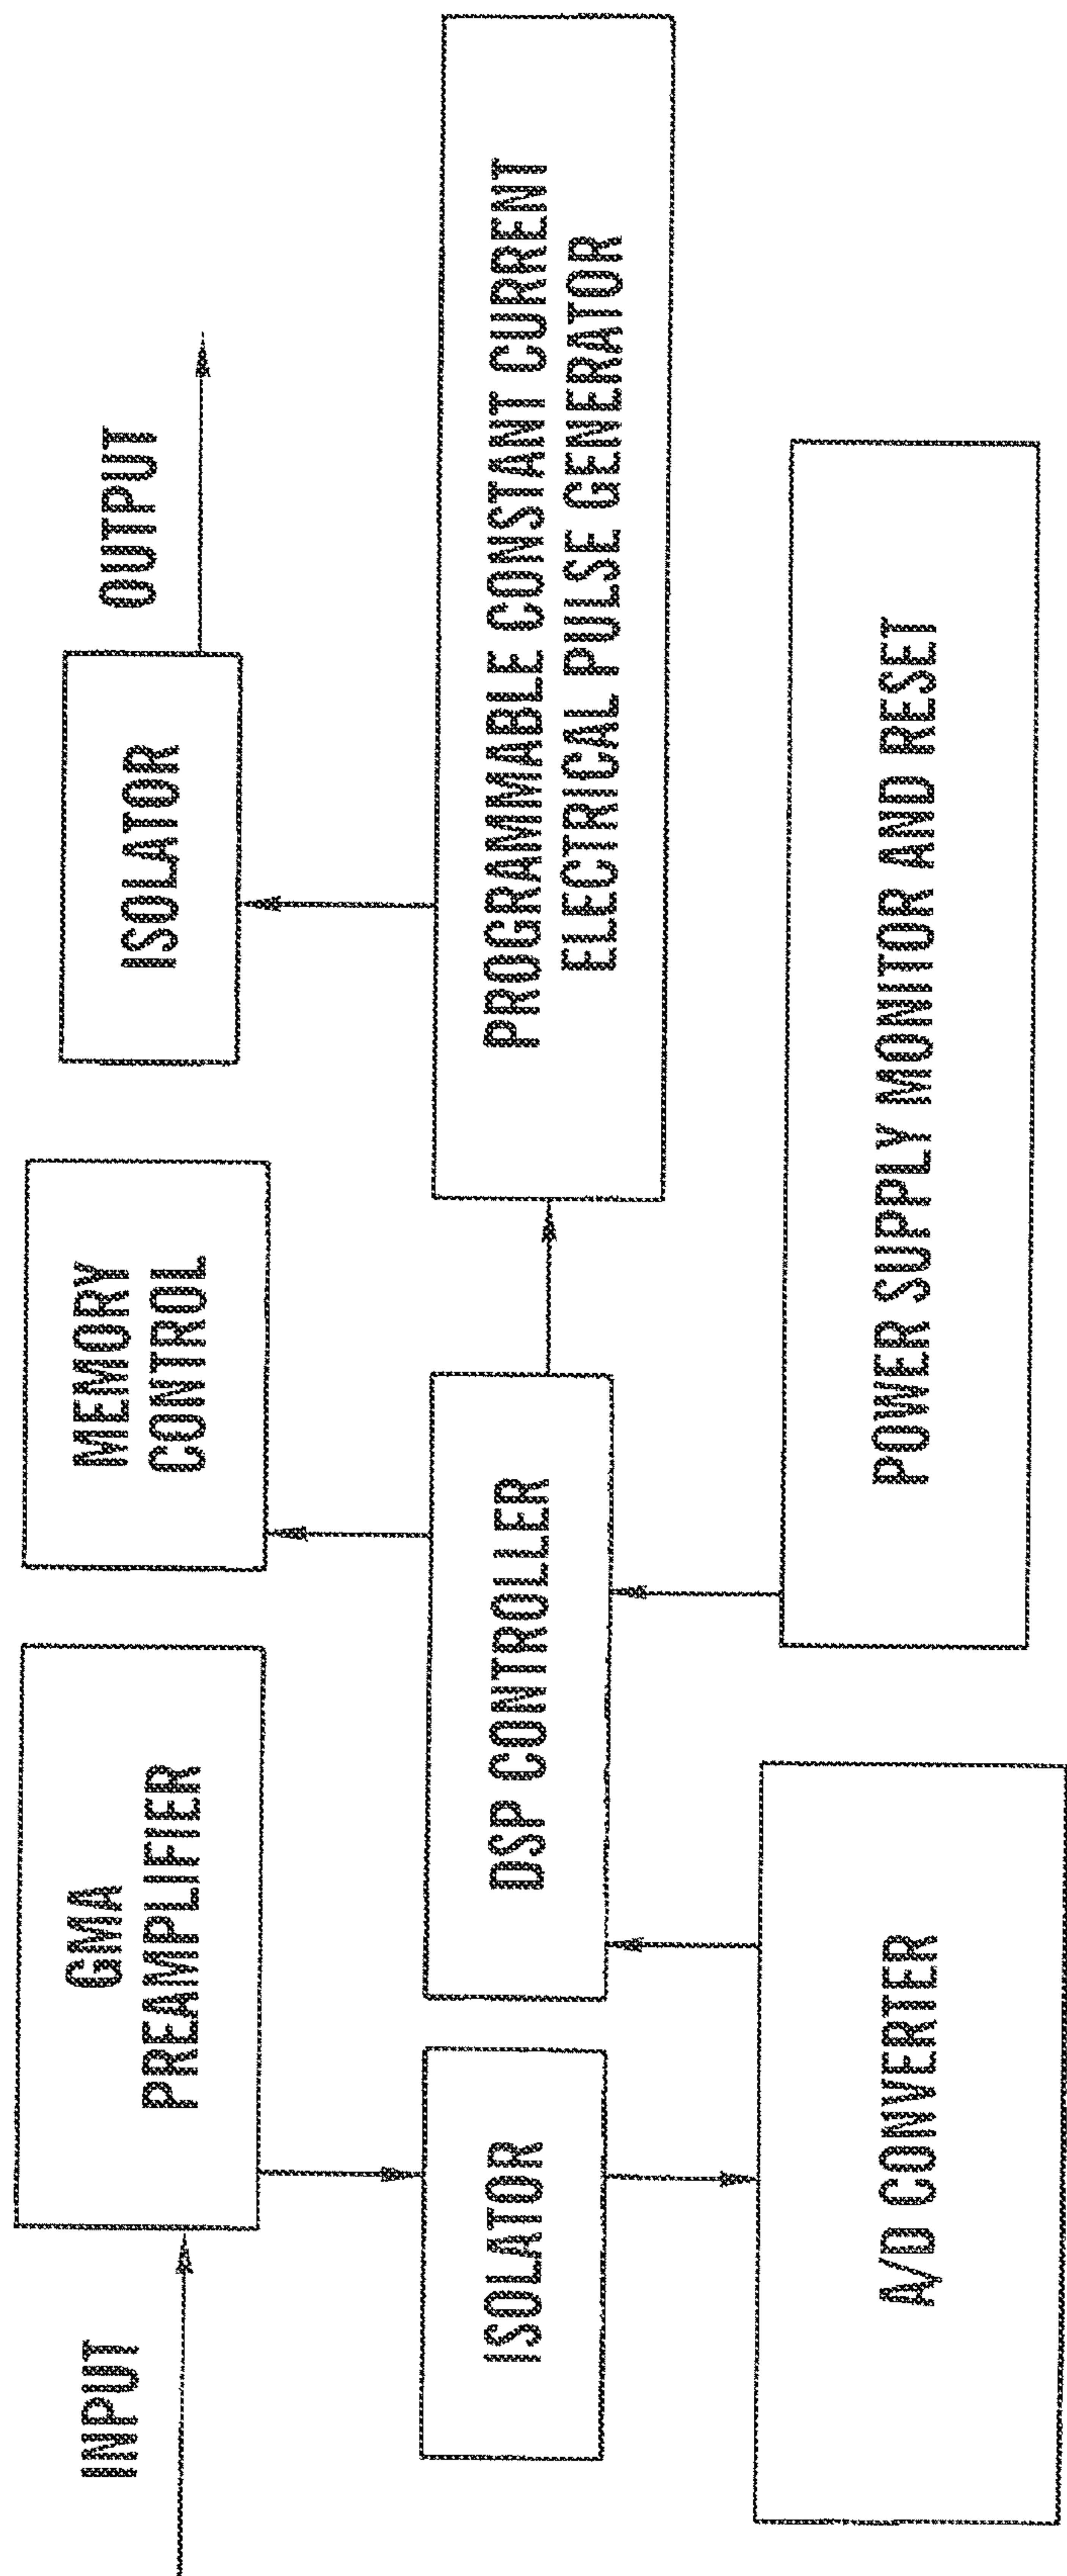 INPUT
GMA
PREAMPLIFIER
MEMORY
CONTROL
ISOLATOR
OUTPUT
ISOLATOR
DSP CONTROLLER
PROGRAMMABLE CONSTANT CURRENT
ELECTRICAL PULSE GENERATOR
A/D CONVERTER
POWER SUPPLY MONITOR AND RESET